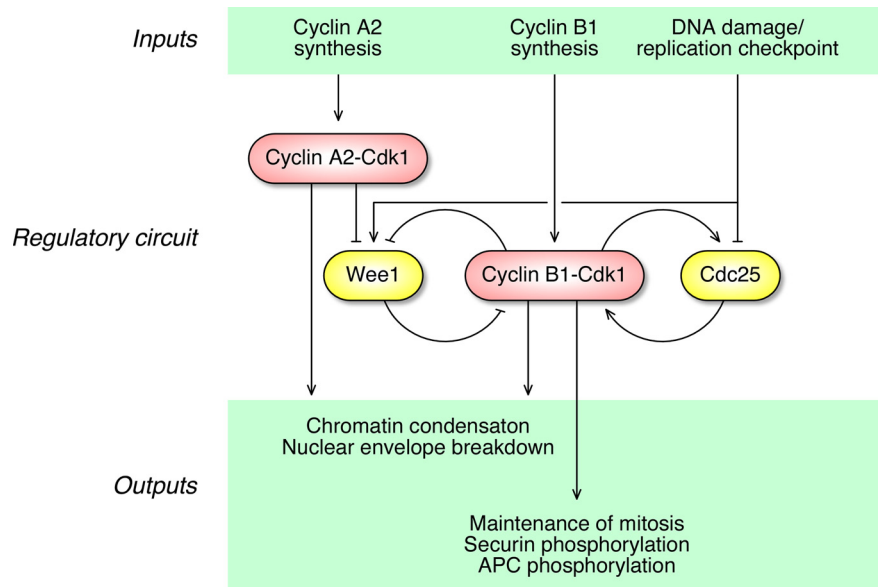 Inputs
Cyclin A2
synthesis
Cyclin B1
synthesis
DNA damage/
replication checkpoint
Cyclin A2-Cdk1
Regulatory circuit
Wee1
Cyclin B1-Cdk1
Cdc25
Chromatin condensaton
Nuclear envelope breakdown
Outputs
Maintenance of mitosis
Securin phosphorylation
APC phosphorylation